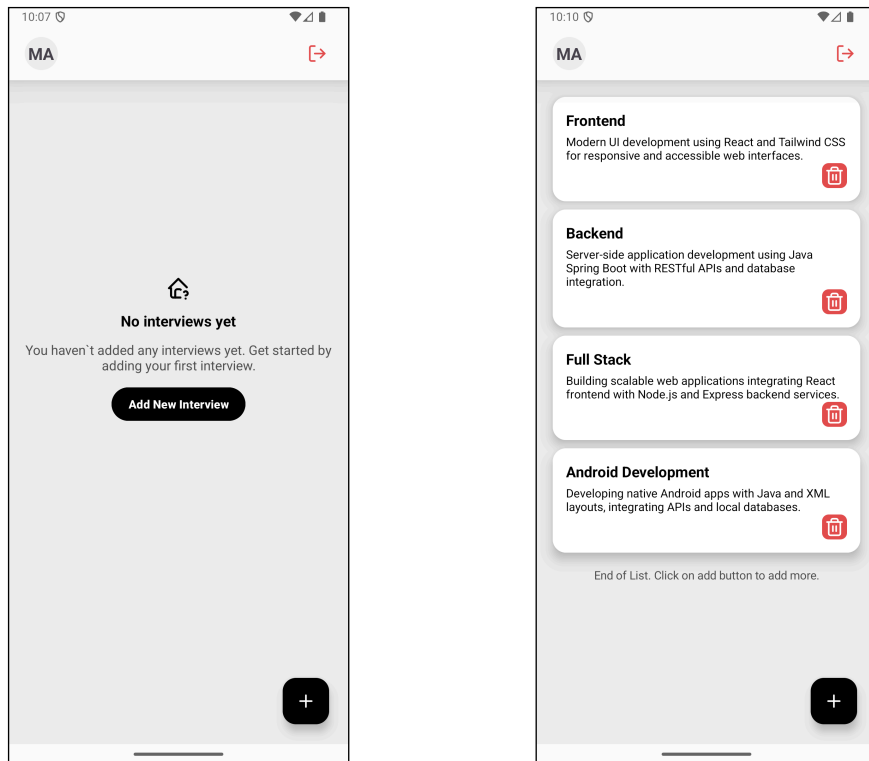 10:07
MA
No interviews yet
You haven`t added any interviews yet. Get started by
adding your first interview.
Add New Interview
+
10:10
MA
Frontend
Modern UI development using React and Tailwind CSS
for responsive and accessible web interfaces.
Backend
Server-side application development using Java
Spring Boot with RESTful APIs and database
integration.
Full Stack
Building scalable web applications integrating React
frontend with Node.js and Express backend services.
Android Development
Developing native Android apps with Java and XML
layouts, integrating APIs and local databases.
End of List. Click on add button to add more.
+